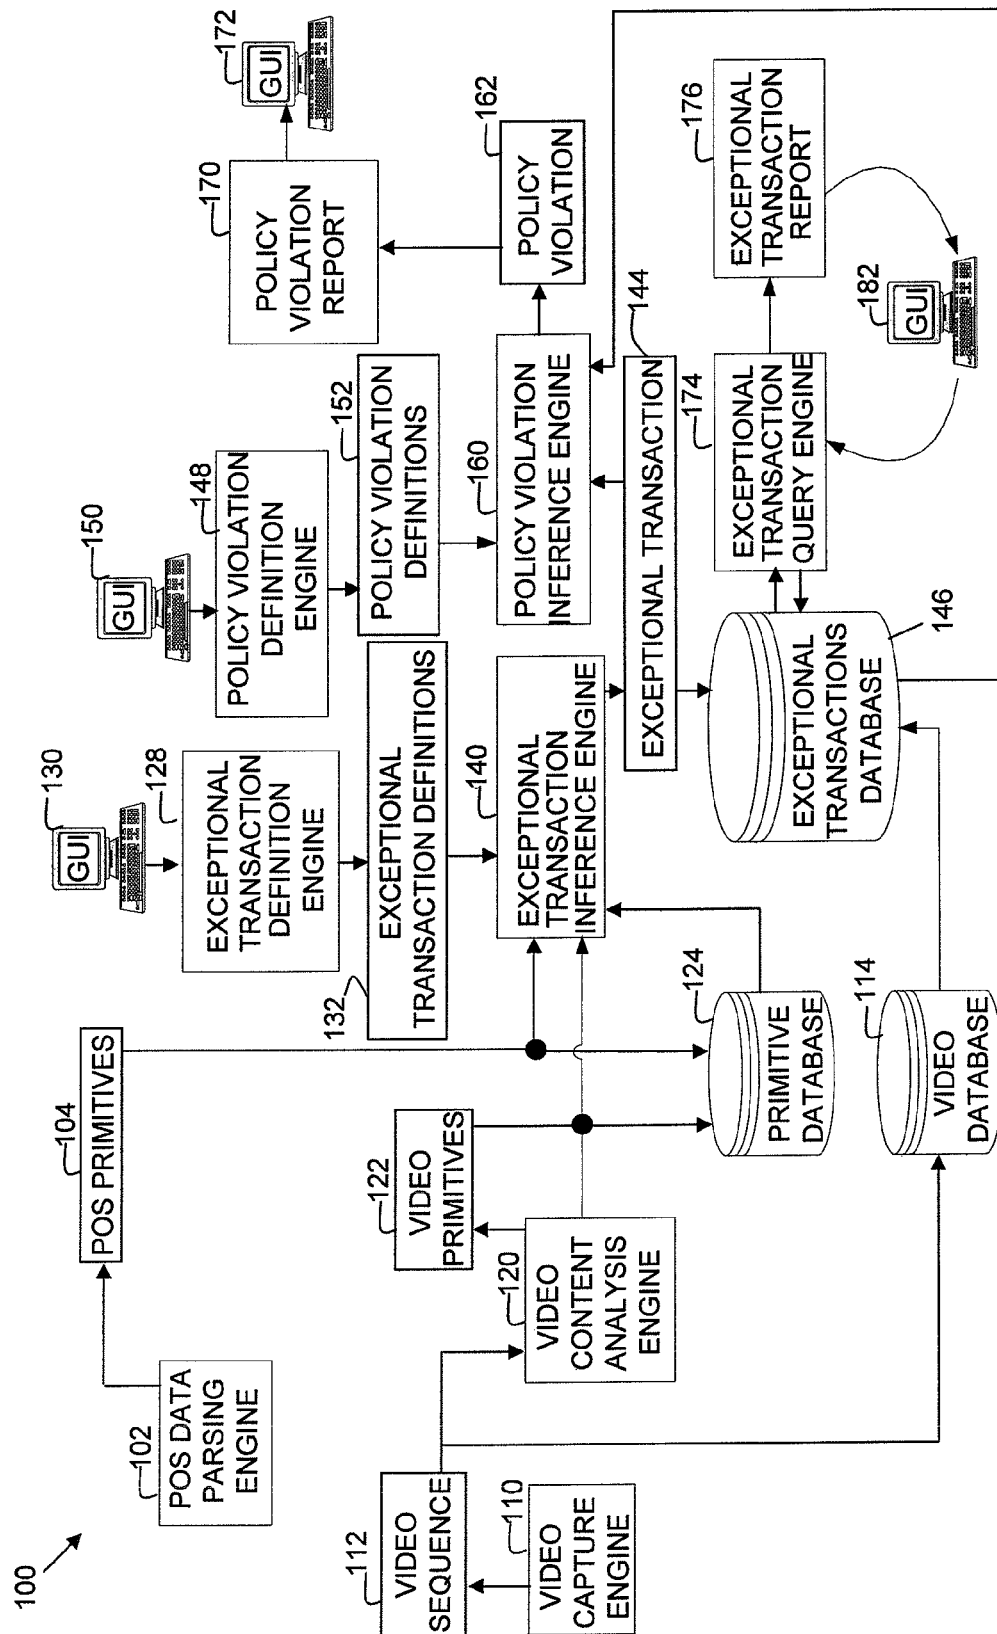 100
102
POS DATA
PARSING
ENGINE
104
POS PRIMITIVES
110
VIDEO
CAPTURE
ENGINE
112
VIDEO
SEQUENCE
120
VIDEO
CONTENT
ANALYSIS
ENGINE
122
VIDEO
PRIMITIVES
124
PRIMITIVE
DATABASE
114
VIDEO
DATABASE
130
GUI
128
EXCEPTIONAL
TRANSACTION
DEFINITION
ENGINE
132
EXCEPTIONAL
TRANSACTION DEFINITIONS
140
EXCEPTIONAL
TRANSACTION
INFERENCE ENGINE
144
EXCEPTIONAL TRANSACTION
146
EXCEPTIONAL
TRANSACTIONS
DATABASE
150
GUI
148
POLICY VIOLATION
DEFINITION
ENGINE
152
POLICY VIOLATION
DEFINITIONS
160
POLICY VIOLATION
INFERENCE ENGINE
162
POLICY
VIOLATION
170
POLICY
VIOLATION
REPORT
172
GUI
174
EXCEPTIONAL
TRANSACTION
QUERY ENGINE
176
EXCEPTIONAL
TRANSACTION
REPORT
182
GUI